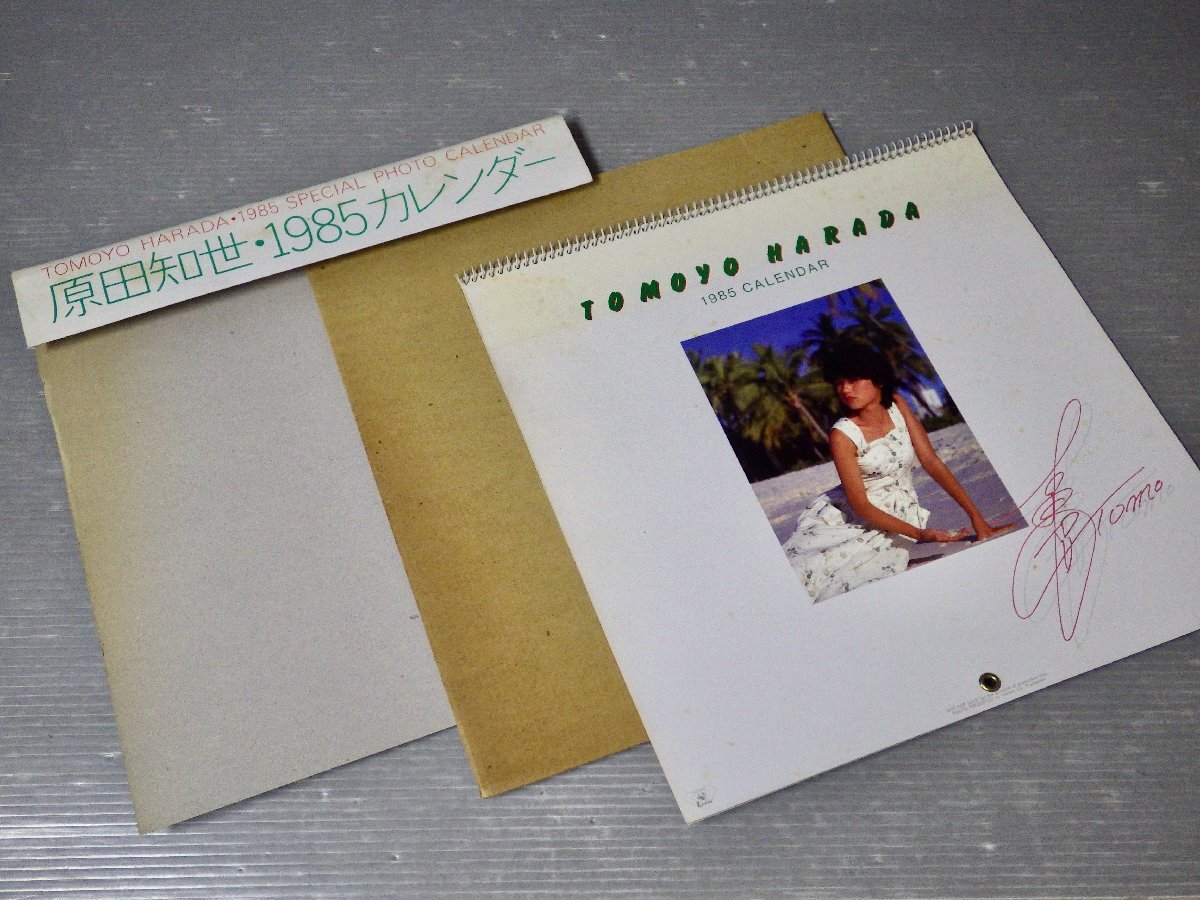 TOMOYO HARADA•1985 SPECIAL PHOTO CALENDAR
原田知世・1985カレンダー
TOMOYO HARADA
1985 CALENDAR
Tomo